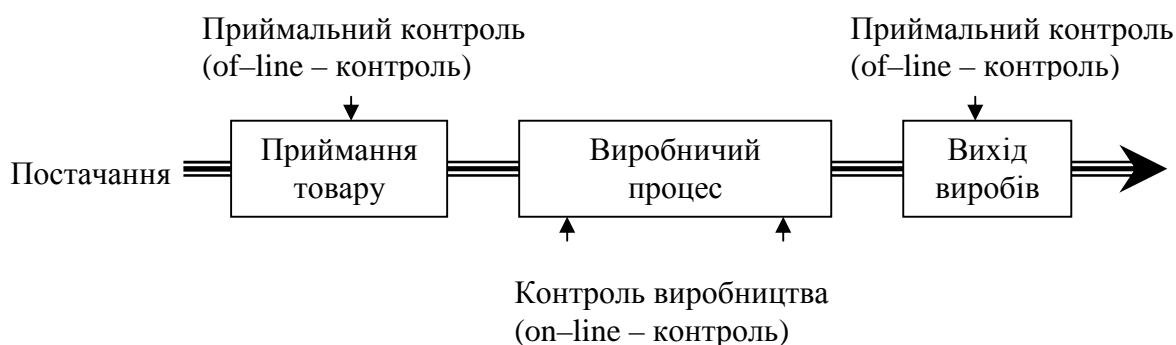 Приймальний контроль
(of–line – контроль)
Приймальний контроль
(of–line – контроль)
Постачання
Приймання
товару
Виробничий
процес
Вихід
виробів
Контроль виробництва
(on–line – контроль)